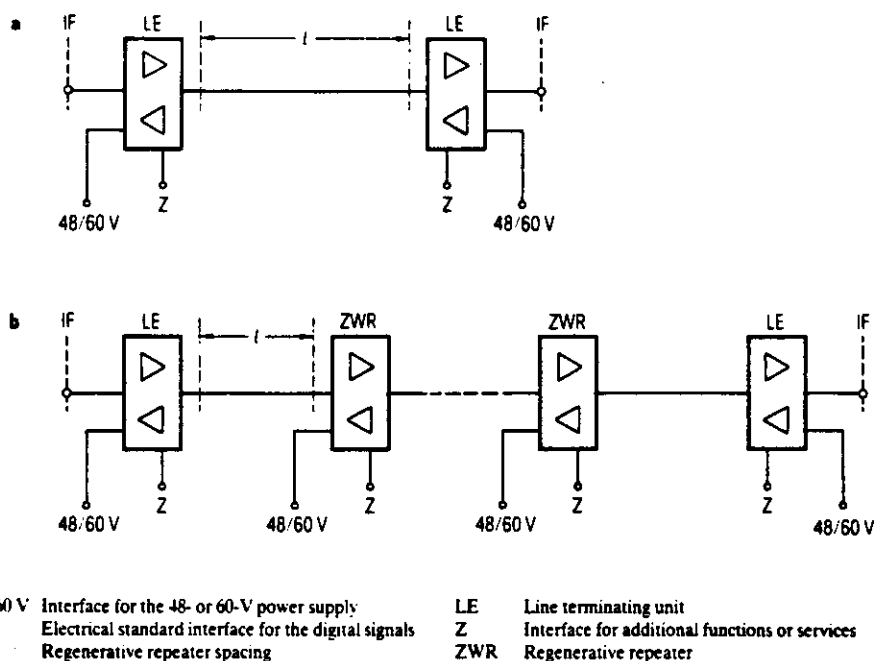 a IF LE l LE IF
Z Z
48/60 V 48/60 V
b IF LE l ZWR ZWR LE IF
Z Z Z Z
48/60 V 48/60 V 48/60 V 48/60 V
0 V Interface for the 48- or 60-V power supply LE Line terminating unit
Electrical standard interface for the digital signals Z Interface for additional functions or services
Regenerative repeater spacing ZWR Regenerative repeater